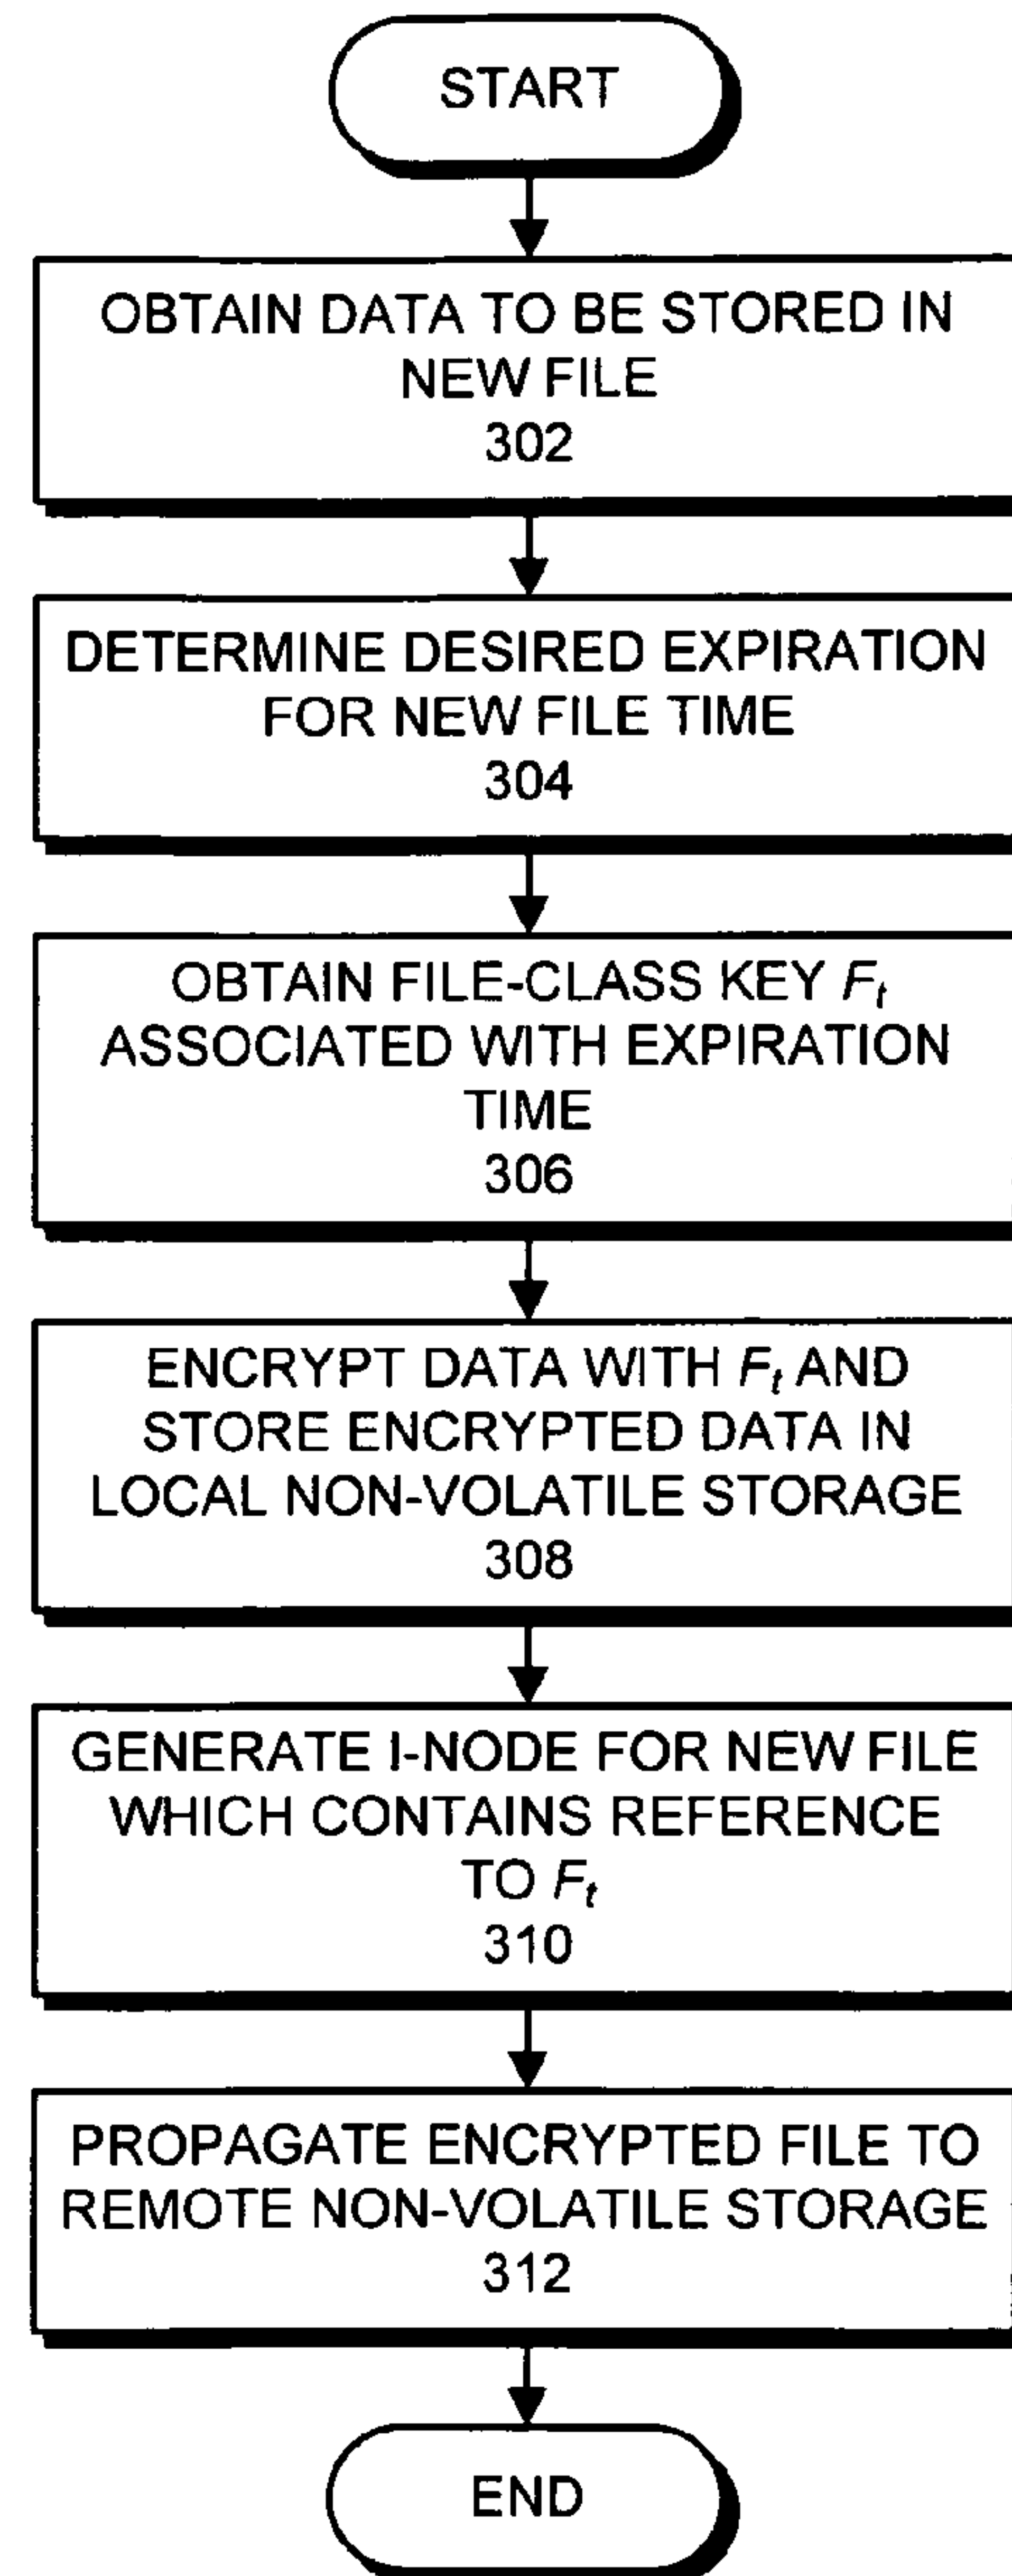 START
OBTAIN DATA TO BE STORED IN
NEW FILE
302
DETERMINE DESIRED EXPIRATION
FOR NEW FILE TIME
304
OBTAIN FILE-CLASS KEY Ft
ASSOCIATED WITH EXPIRATION
TIME
306
ENCRYPT DATA WITH Ft AND
STORE ENCRYPTED DATA IN
LOCAL NON-VOLATILE STORAGE
308
GENERATE I-NODE FOR NEW FILE
WHICH CONTAINS REFERENCE
TO Ft
310
PROPAGATE ENCRYPTED FILE TO
REMOTE NON-VOLATILE STORAGE
312
END